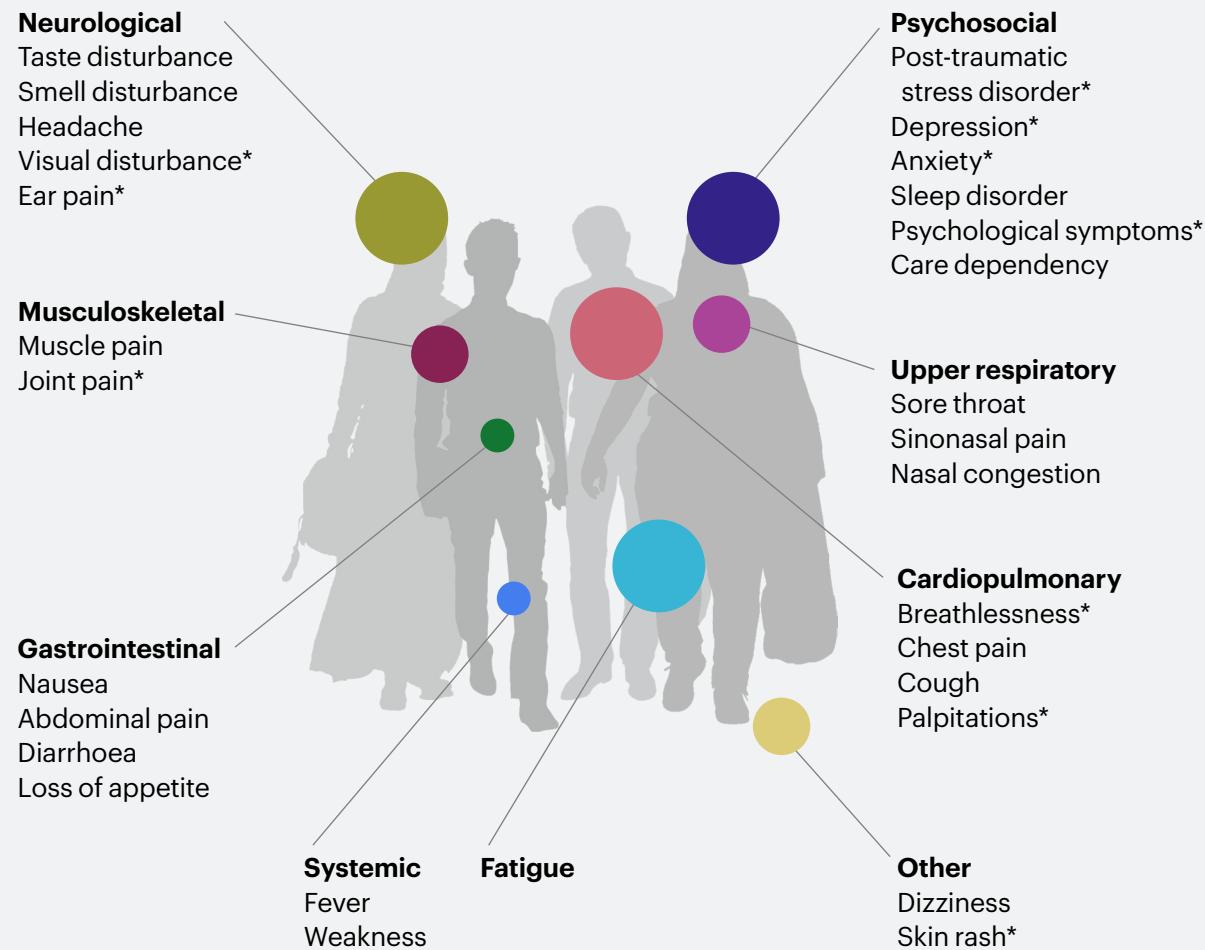 Neurological
Taste disturbance
Smell disturbance
Headache
Visual disturbance*
Ear pain*
Musculoskeletal
Muscle pain
Joint pain*
Gastrointestinal
Nausea
Abdominal pain
Diarrhoea
Loss of appetite
Systemic
Fever
Weakness
Fatigue
Psychosocial
Post-traumatic
stress disorder*
Depression*
Anxiety*
Sleep disorder
Psychological symptoms*
Care dependency
Upper respiratory
Sore throat
Sinonasal pain
Nasal congestion
Cardiopulmonary
Breathlessness*
Chest pain
Cough
Palpitations*
Other
Dizziness
Skin rash*